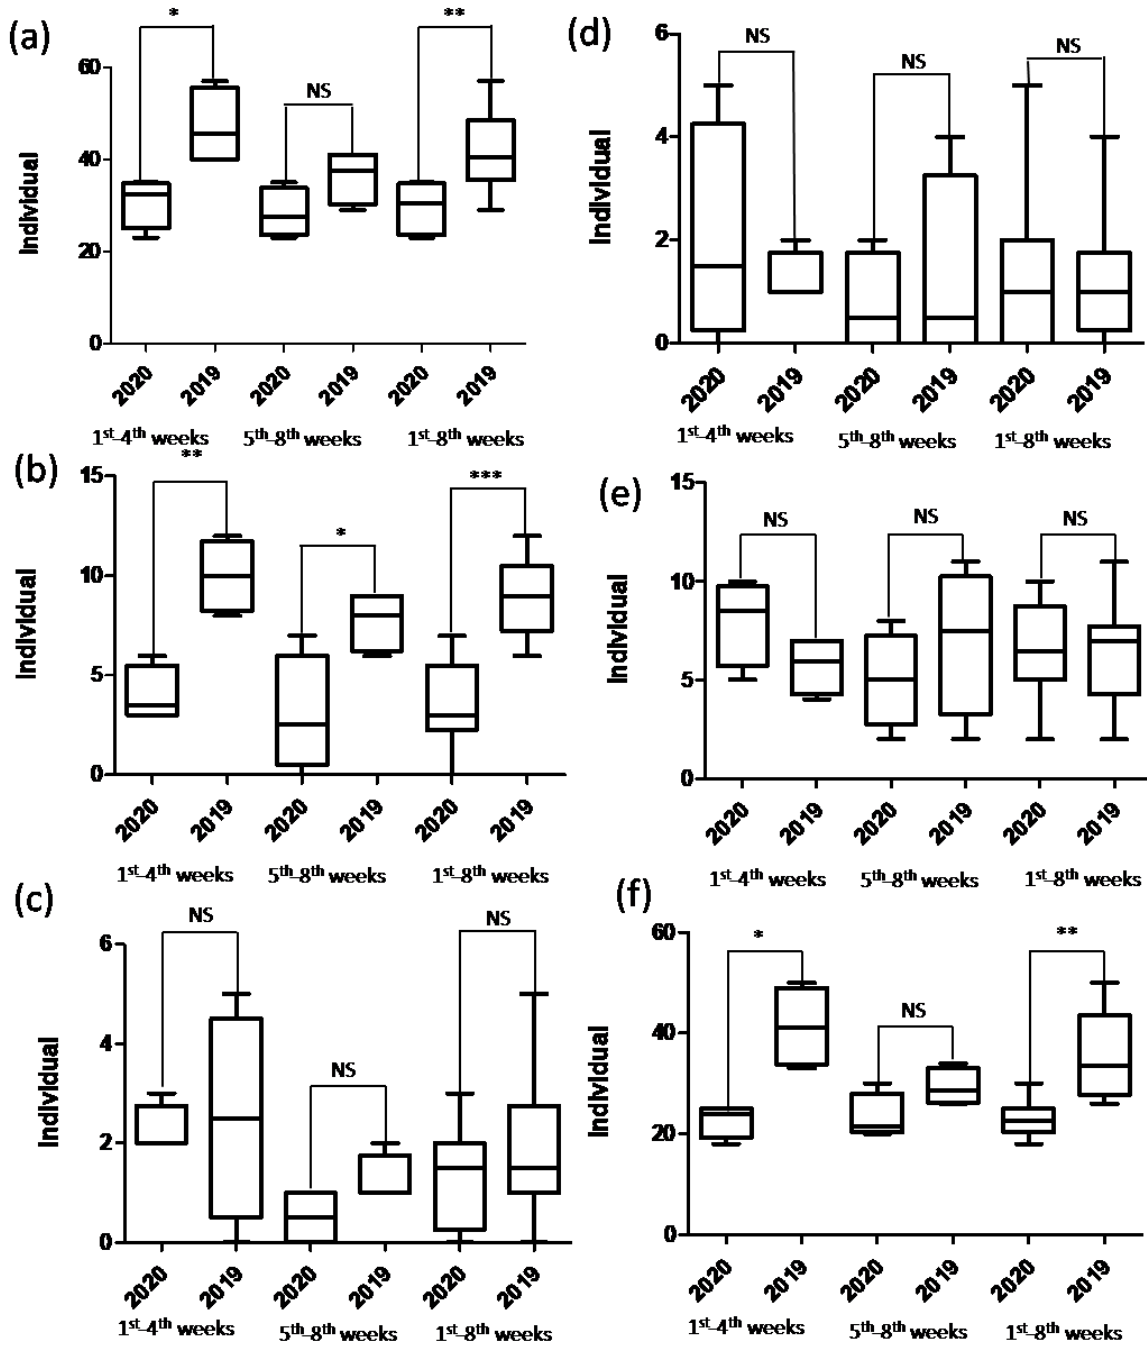 (a)
*
**
NS
Individual
60
40
20
0
2020
2019
2020
2019
2020
2019
1st-4th weeks
5th-8th weeks
1st-8th weeks
(b)
**
*
***
Individual
15
10
5
0
2020
2019
2020
2019
2020
2019
1st-4th weeks
5th-8th weeks
1st-8th weeks
(c)
NS
NS
NS
Individual
6
4
2
0
2020
2019
2020
2019
2020
2019
1st-4th weeks
5th-8th weeks
1st-8th weeks
(d)
NS
NS
NS
Individual
6
4
2
0
2020
2019
2020
2019
2020
2019
1st-4th weeks
5th-8th weeks
1st-8th weeks
(e)
NS
NS
NS
Individual
15
10
5
0
2020
2019
2020
2019
2020
2019
1st-4th weeks
5th-8th weeks
1st-8th weeks
(f)
*
**
NS
Individual
60
40
20
0
2020
2019
2020
2019
2020
2019
1st-4th weeks
5th-8th weeks
1st-8th weeks